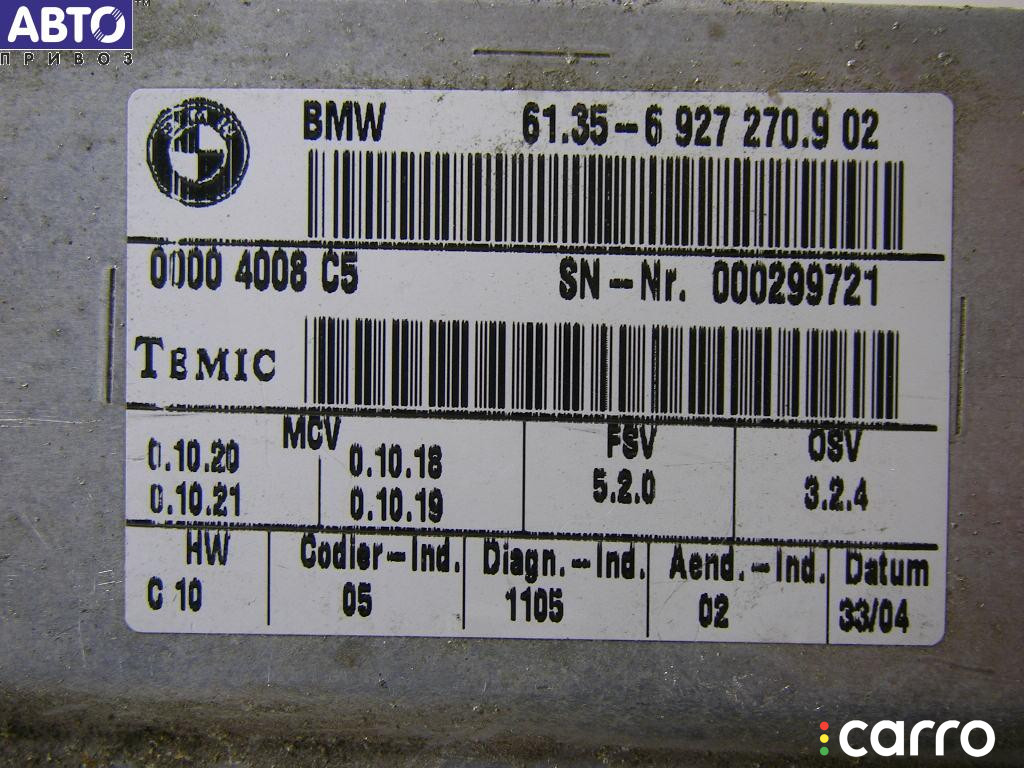 АВТО TM
ПРИВОЗ
BMW 61.35-6 927 270.9 02
0000 4008 C5 SN-Nr. 000299721
TEMIC
MCV FSV OSV
0.10.20 0.10.18 5.2.0 3.2.4
0.10.21 0.10.19
HW Codier-Ind. Diagn.-Ind. Aend.-Ind. Datum
C 10 05 1105 02 33/04
carro